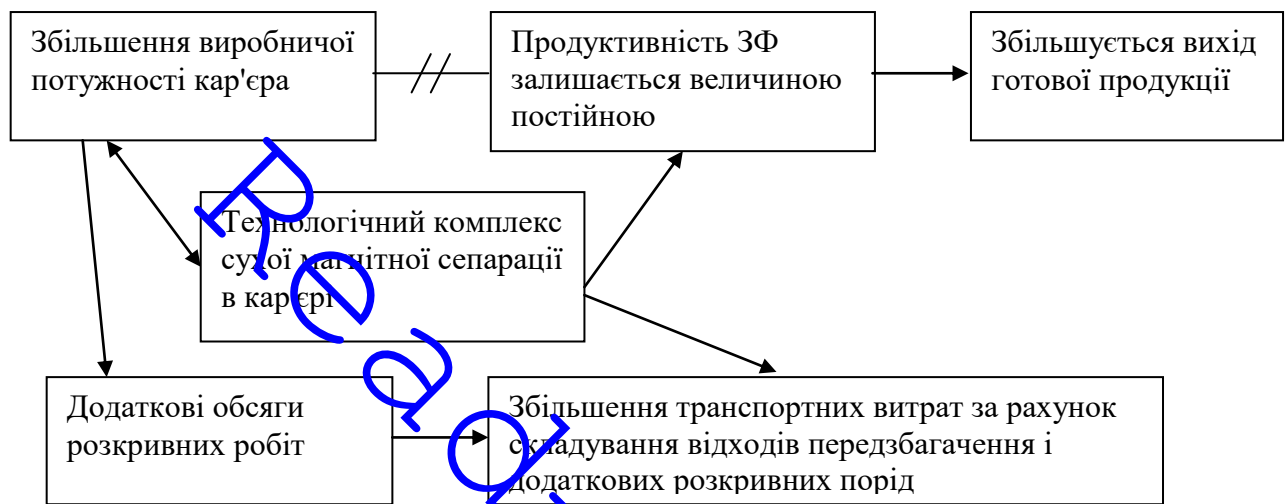 Збільшення виробничої
потужності кар'єра
Продуктивність ЗФ
залишається величиною
постійною
Збільшується вихід
готової продукції
Технологічний комплекс
сухої магнітної сепарації
в кар'єрі
Додаткові обсяги
розкривних робіт
Збільшення транспортних витрат за рахунок
складування відходів передзбагачення і
додаткових розкривних порід